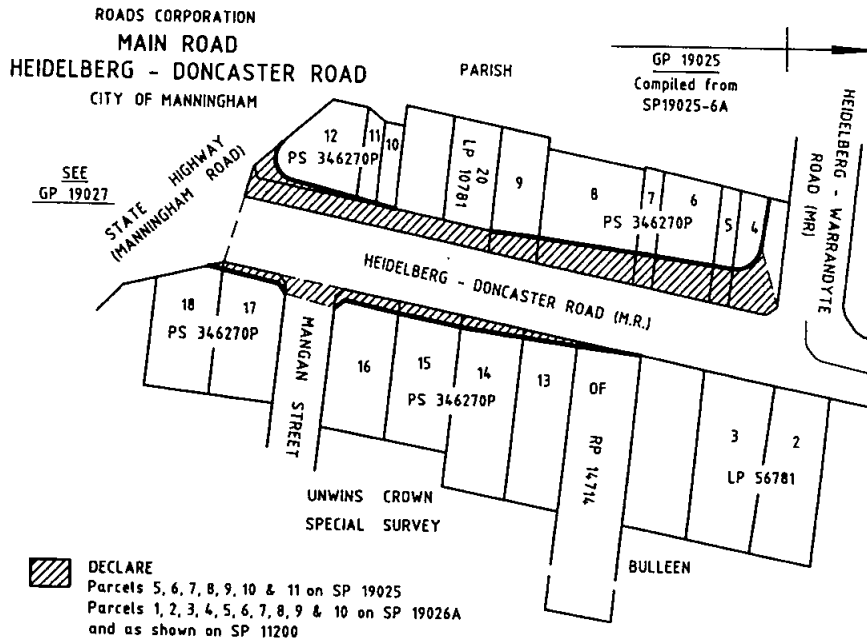 ROADS CORPORATION
MAIN ROAD
HEIDELBERG - DONCASTER ROAD
CITY OF MANNINGHAM
PARISH
GP 19025
Compiled from
SP19025-6A
SEE
GP 19027
STATE HIGHWAY
(MANNINGHAM ROAD)
12
11
10
PS 346270P
20
LP 10781
9
8
7
6
5
4
PS 346270P
HEIDELBERG - WARRANDYTE
ROAD (MR)
HEIDELBERG - DONCASTER ROAD (M.R.)
18
17
PS 346270P
MANGAN STREET
16
15
14
13
PS 346270P
OF
RP 14714
3
2
LP 56781
UNWINS CROWN
SPECIAL SURVEY
BULLEEN
DECLARE
Parcels 5, 6, 7, 8, 9, 10 & 11 on SP 19025
Parcels 1, 2, 3, 4, 5, 6, 7, 8, 9 & 10 on SP 19026A
and as shown on SP 11200